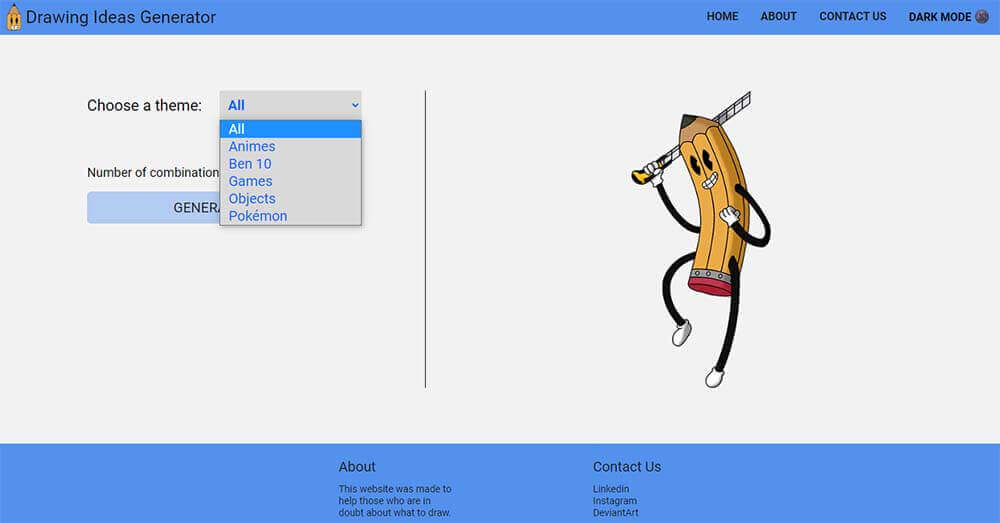 Drawing Ideas Generator
HOME
ABOUT
CONTACT US
DARK MODE
Choose a theme:
All
All
Animes
Ben 10
Games
Objects
Pokémon
Number of combination
GENERA
About
This website was made to
help those who are in
doubt about what to draw.
Contact Us
Linkedin
Instagram
DeviantArt